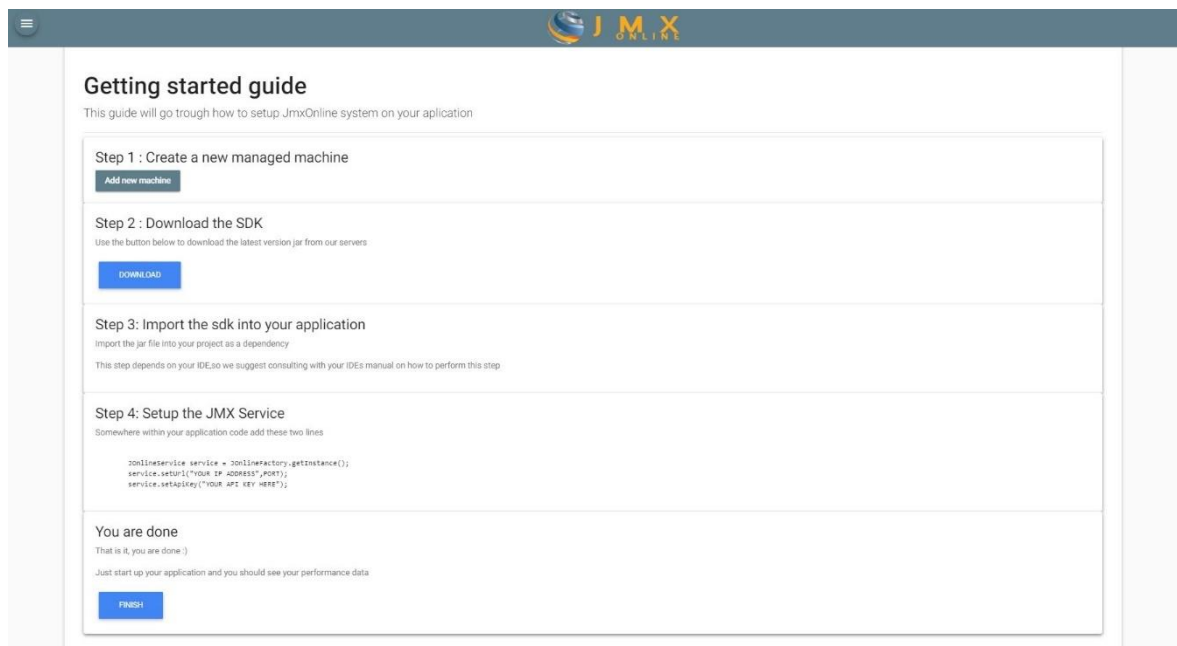 JMX
ONLINE
Getting started guide
This guide will go trough how to setup JmxOnline system on your aplication
Step 1 : Create a new managed machine
Add new machine
Step 2 : Download the SDK
Use the button below to download the latest version jar from our servers
DOWNLOAD
Step 3: Import the sdk into your application
Import the jar file into your project as a dependency
This step depends on your IDE,so we suggest consulting with your IDEs manual on how to perform this step
Step 4: Setup the JMX Service
Somewhere within your application code add these two lines
JOnlineService service = JOnlineFactory.getInstance();
service.setUrl("YOUR IP ADDRESS",PORT);
service.setApiKey("YOUR API KEY HERE");
You are done
That is it, you are done :)
Just start up your application and you should see your performance data
FINISH